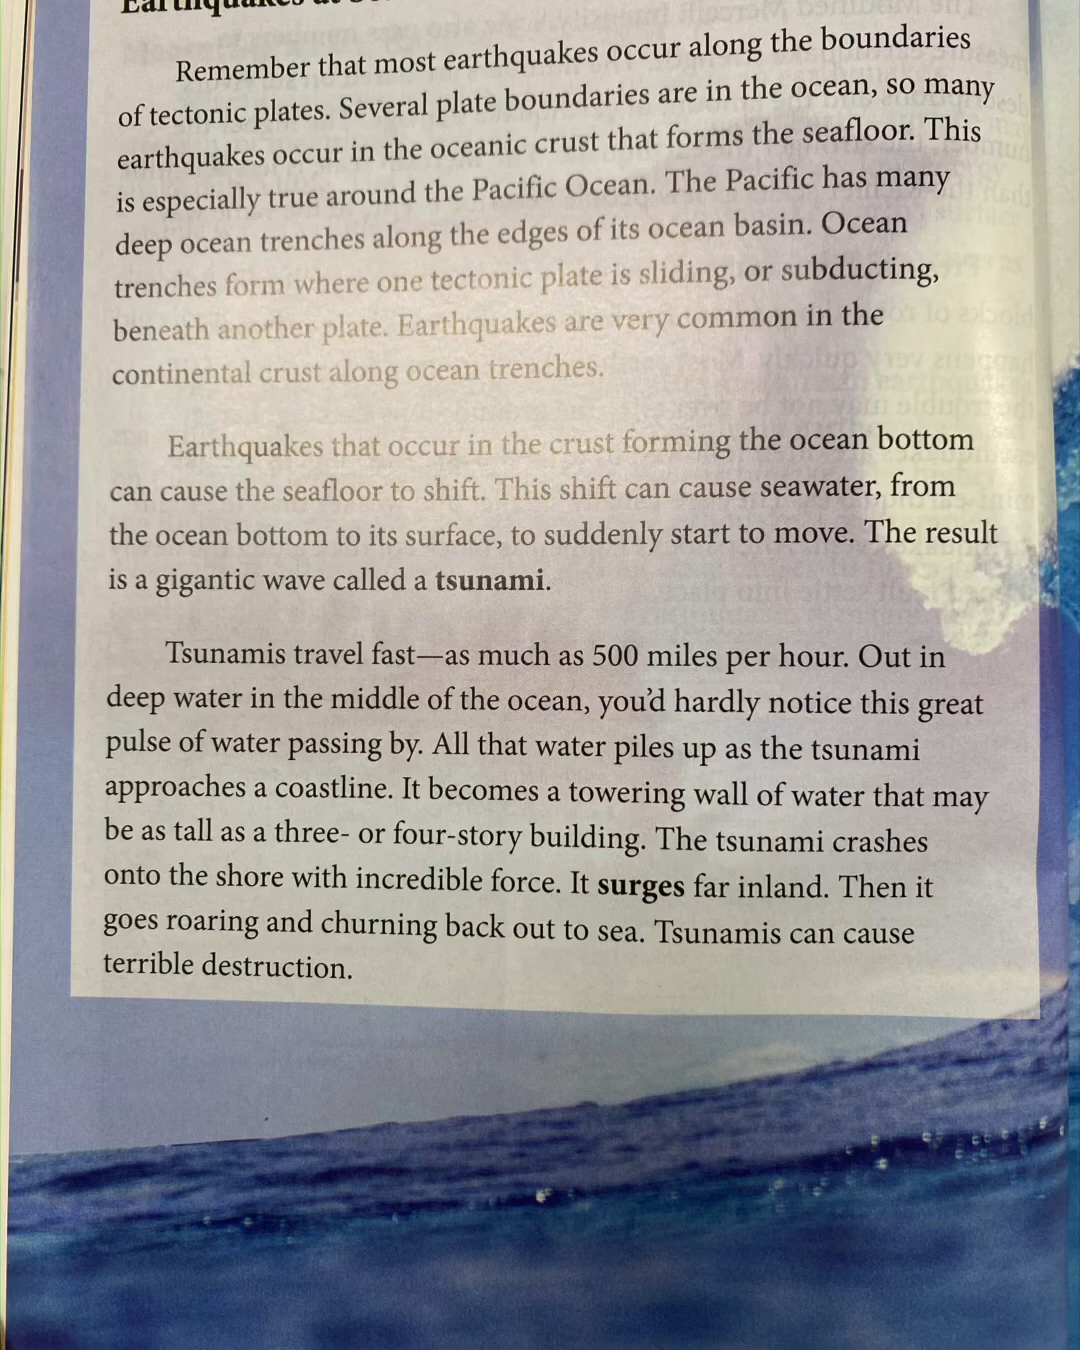 Earthquakes at
Remember that most earthquakes occur along the boundaries
of tectonic plates. Several plate boundaries are in the ocean, so many
earthquakes occur in the oceanic crust that forms the seafloor. This
is especially true around the Pacific Ocean. The Pacific has many
deep ocean trenches along the edges of its ocean basin. Ocean
trenches form where one tectonic plate is sliding, or subducting,
beneath another plate. Earthquakes are very common in the
continental crust along ocean trenches.
Earthquakes that occur in the crust forming the ocean bottom
can cause the seafloor to shift. This shift can cause seawater, from
the ocean bottom to its surface, to suddenly start to move. The result
is a gigantic wave called a tsunami.
Tsunamis travel fast—as much as 500 miles per hour. Out in
deep water in the middle of the ocean, you’d hardly notice this great
pulse of water passing by. All that water piles up as the tsunami
approaches a coastline. It becomes a towering wall of water that may
be as tall as a three- or four-story building. The tsunami crashes
onto the shore with incredible force. It surges far inland. Then it
goes roaring and churning back out to sea. Tsunamis can cause
terrible destruction.